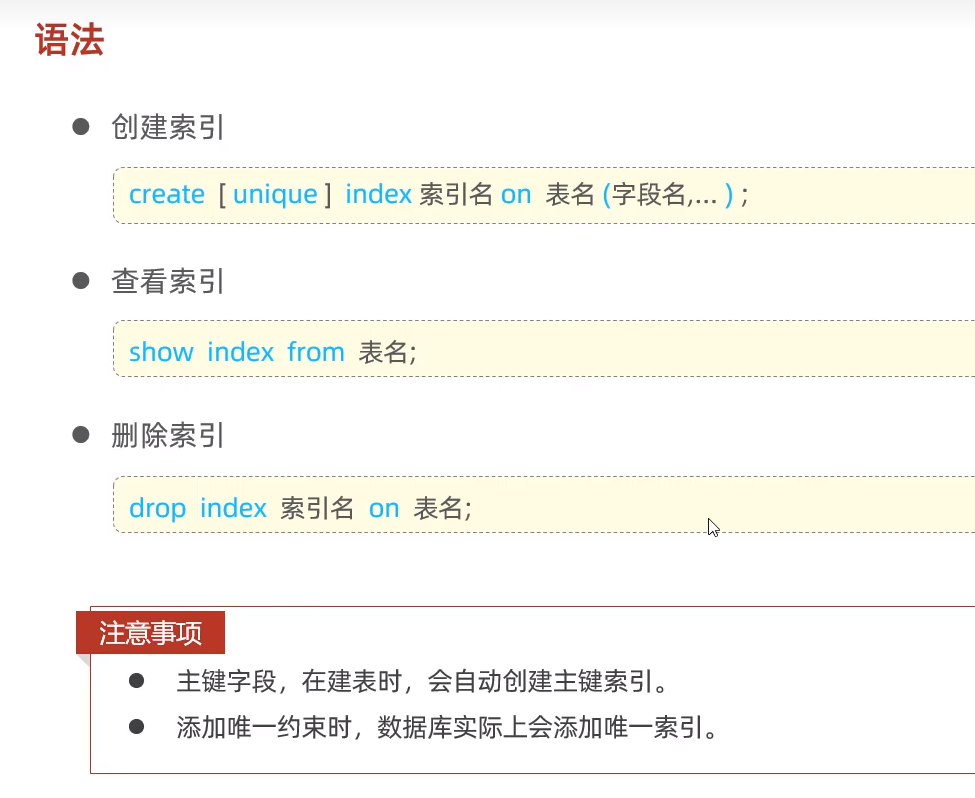 语法
创建索引
create [ unique ] index 索引名 on 表名 (字段名,... ) ;
查看索引
show index from 表名;
删除索引
drop index 索引名 on 表名;
注意事项
主键字段，在建表时，会自动创建主键索引。
添加唯一约束时，数据库实际上会添加唯一索引。